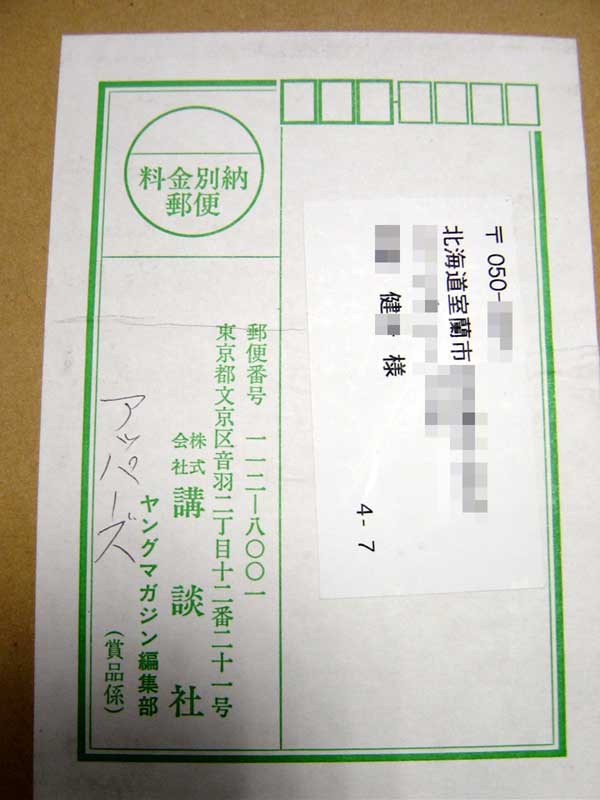 〒050-
北海道室蘭市
健 様
4-7
料金別納
郵便
郵便番号 一一二-八〇〇一
東京都文京区音羽二丁目十二番二十一号
株式会社 講談社
ヤングマガジン編集部
(賞品係)
アッパーズ